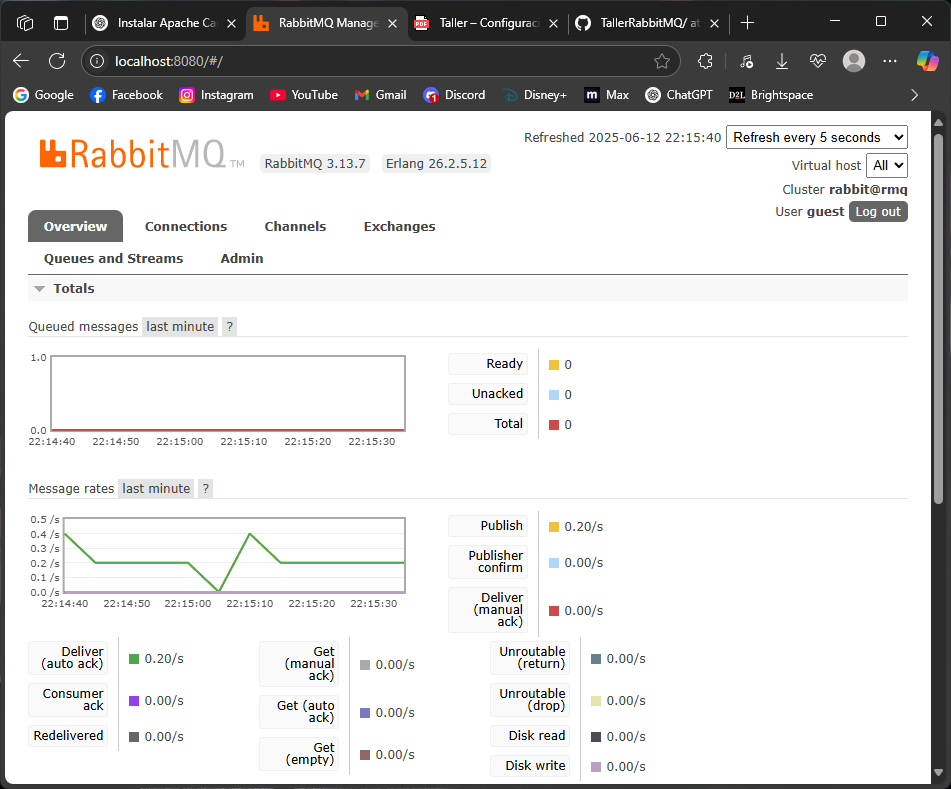 Instalar Apache Ca
RabbitMQ Manage
Taller – Configuraci
TallerRabbitMQ/ at
localhost:8080/#/
Google Facebook Instagram YouTube Gmail Discord Disney+ m Max ChatGPT D2L Brightspace
RabbitMQ TM RabbitMQ 3.13.7 Erlang 26.2.5.12
Refreshed 2025-06-12 22:15:40 Refresh every 5 seconds
Virtual host All
Cluster rabbit@rmq
User guest Log out
Overview Connections Channels Exchanges
Queues and Streams Admin
Totals
Queued messages last minute ?
1.0
0.0
22:14:40 22:14:50 22:15:00 22:15:10 22:15:20 22:15:30
Ready 0
Unacked 0
Total 0
Message rates last minute ?
0.5 /s
0.4 /s
0.3 /s
0.2 /s
0.1 /s
0.0 /s
22:14:40 22:14:50 22:15:00 22:15:10 22:15:20 22:15:30
Publish 0.20/s
Publisher
confirm 0.00/s
Deliver
(manual
ack) 0.00/s
Deliver
(auto ack) 0.20/s
Consumer
ack 0.00/s
Redelivered 0.00/s
Get
(manual
ack) 0.00/s
Get (auto
ack) 0.00/s
Get
(empty) 0.00/s
Unroutable
(return) 0.00/s
Unroutable
(drop) 0.00/s
Disk read 0.00/s
Disk write 0.00/s